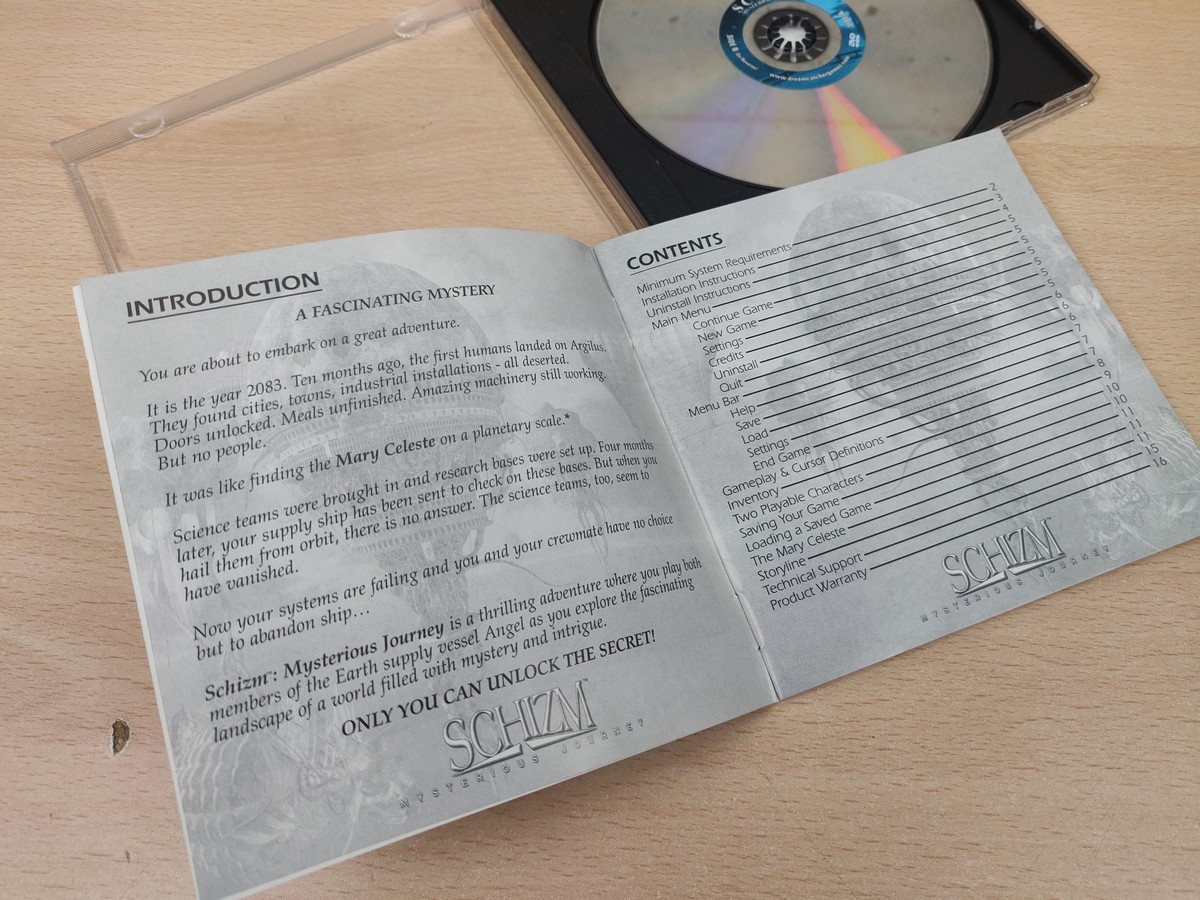 INTRODUCTION
A FASCINATING MYSTERY
You are about to embark on a great adventure.
It is the year 2083. Ten months ago, the first humans landed on Argilus.
They found cities, towns, industrial installations - all deserted.
Doors unlocked. Meals unfinished. Amazing machinery still working.
But no people.
It was like finding the Mary Celeste on a planetary scale.*
Science teams were brought in and research bases were set up. Four months
later, your supply ship has been sent to check on these bases. But when you
hail them from orbit, there is no answer. The science teams, too, seem to
have vanished.
Now your systems are failing and you and your crewmate have no choice
but to abandon ship…
Schizm™: Mysterious Journey is a thrilling adventure where you play both
members of the Earth supply vessel Angel as you explore the fascinating
landscape of a world filled with mystery and intrigue.
ONLY YOU CAN UNLOCK THE SECRET!
SCHIZM™
MYSTERIOUS JOURNEY
CONTENTS
Minimum System Requirements 2
Installation Instructions 3
Uninstall Instructions 4
Main Menu 5
Continue Game 5
New Game 5
Settings 5
Credits 5
Uninstall 5
Quit 5
Menu Bar 6
Help 6
Save 6
Load 7
Settings 7
End Game 7
Gameplay & Cursor Definitions 8
Inventory 9
Two Playable Characters 10
Saving Your Game 10
Loading a Saved Game 11
The Mary Celeste 11
Storyline 11
Technical Support 15
Product Warranty 16
SCHIZM™
MYSTERIOUS JOURNEY
www.dreamcatchergames.com